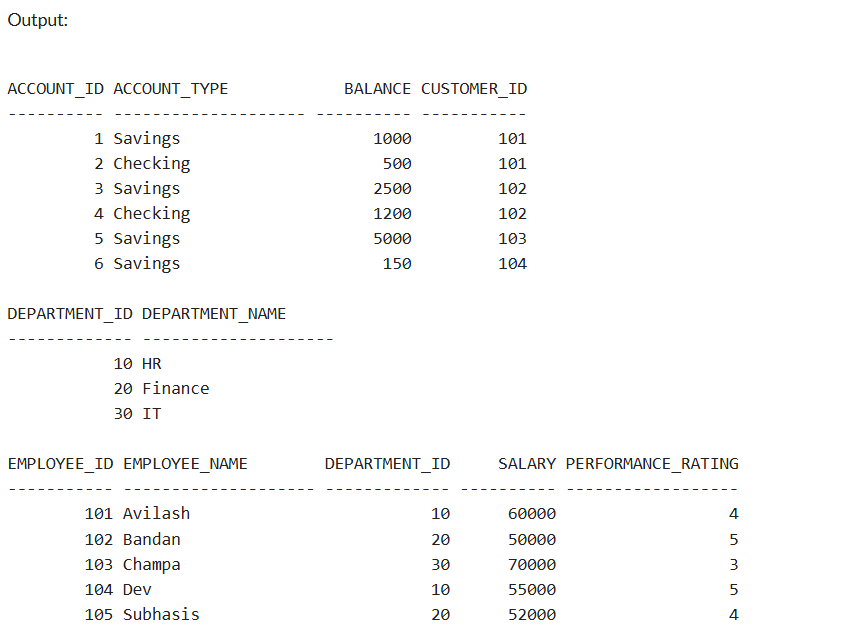 Output:
ACCOUNT_ID ACCOUNT_TYPE            BALANCE CUSTOMER_ID
---------- -------------------- ---------- -----------
         1 Savings                    1000         101
         2 Checking                    500         101
         3 Savings                    2500         102
         4 Checking                   1200         102
         5 Savings                    5000         103
         6 Savings                     150         104
DEPARTMENT_ID DEPARTMENT_NAME
------------- --------------------
           10 HR
           20 Finance
           30 IT
EMPLOYEE_ID EMPLOYEE_NAME        DEPARTMENT_ID     SALARY PERFORMANCE_RATING
----------- -------------------- ------------- ---------- ------------------
        101 Avilash                         10      60000                  4
        102 Bandan                          20      50000                  5
        103 Champa                          30      70000                  3
        104 Dev                             10      55000                  5
        105 Subhasis                        20      52000                  4